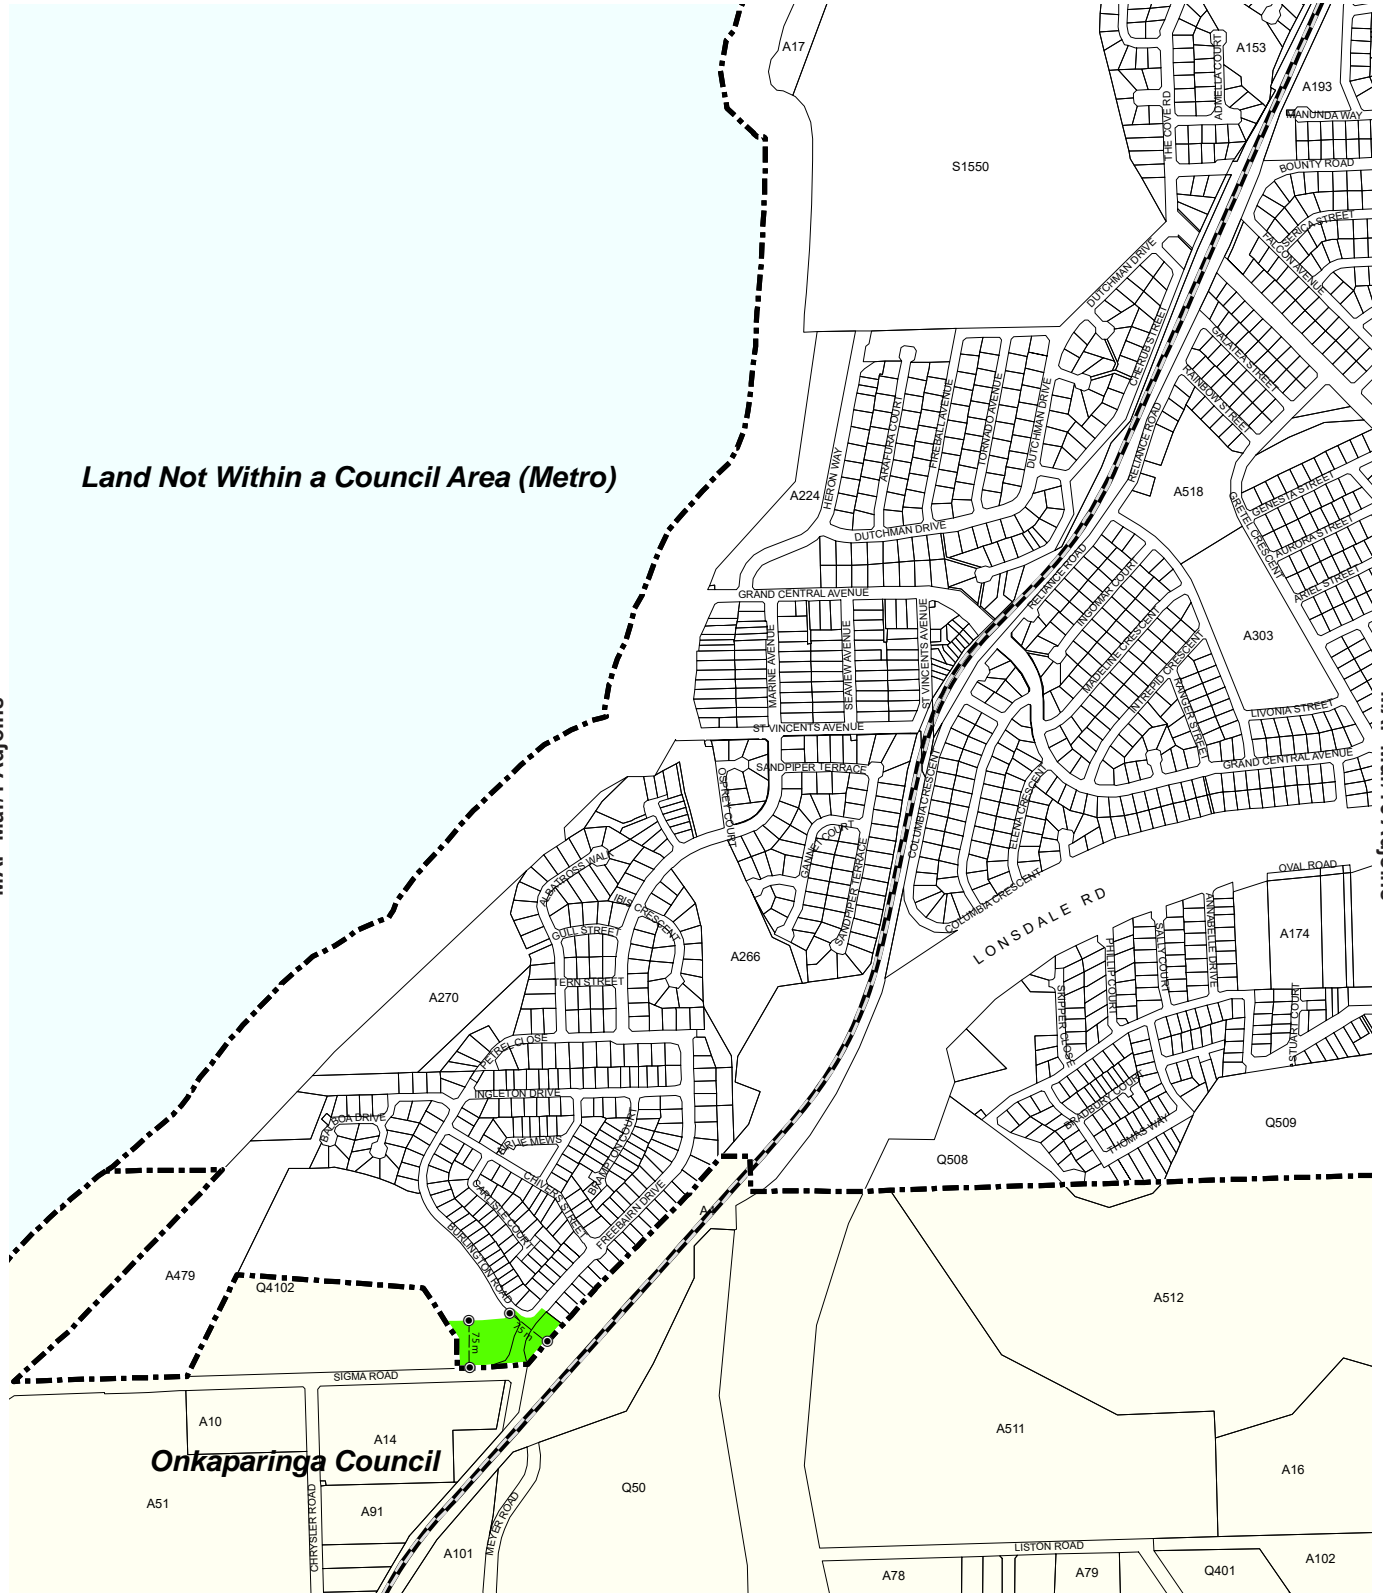 A17
A153
ADMELLA COURT
A193
MANUNDA WAY
THE COVE RD
BOUNTY ROAD
S1550
SERICA STREET
FALCON AVENUE
DUTCHMAN DRIVE
CHERUB STREET
GALATEA STREET
RAINBOW STREET
ARAFURA COURT
FIREBALL AVENUE
TORNADO AVENUE
DUTCHMAN DRIVE
RELIANCE ROAD
HERON WAY
Land Not Within a Council Area (Metro)
A224
A518
GENESTA STREET
GRETEL CRESCENT
DUTCHMAN DRIVE
AURORA STREET
ARIEL STREET
RELIANCE ROAD
INGOMAR COURT
GRAND CENTRAL AVENUE
A303
MARINE AVENUE
SEAVIEW AVENUE
ST VINCENTS AVENUE
MADELINE CRESCENT
INTREPID CRESCENT
RANGER STREET
LIVONIA STREET
ST VINCENTS AVENUE
GRAND CENTRAL AVENUE
SANDPIPER TERRACE
OSPREY COURT
COLUMBIA CRESCENT
ELENA CRESCENT
GANNET COURT
SANDPIPER TERRACE
OVAL ROAD
ALBATROSS WALK
IBIS CRESCENT
COLUMBIA CRESCENT
LONSDALE RD
ANNABELLE DRIVE
GULL STREET
SALLY COURT
A174
PHILLIP COURT
A266
TERN STREET
A270
SKIPPER CLOSE
STUART COURT
PETREL CLOSE
INGLETON DRIVE
BRADBURY COURT
BALBOA DRIVE
THOMAS WAY
Q509
BIRLIE MEWS
BRAMPTON COURT
Q508
CHIVERS STREET
CARLISLE COURT
FREEBAIRN DRIVE
BURLINGTON ROAD
A479
Q4102
A512
75 m
75m
SIGMA ROAD
A10
A14
A511
Onkaparinga Council
A16
Q50
A51
A91
CHRYSLER ROAD
MEYER ROAD
A101
LISTON ROAD
A78
A79
Q401
A102